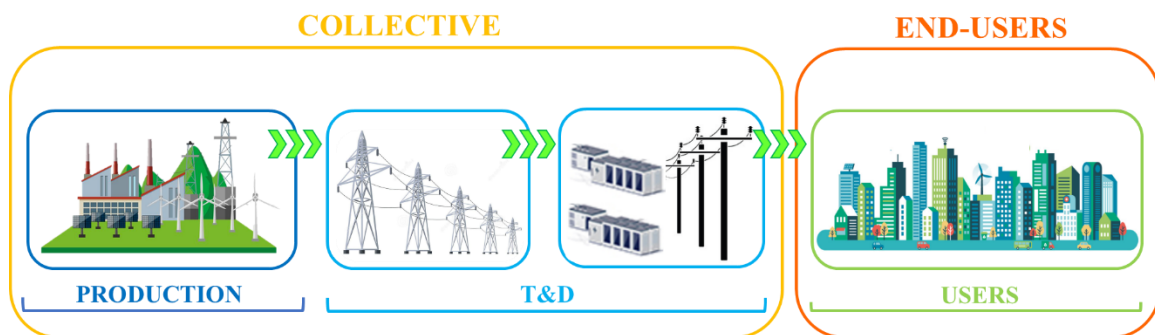 COLLECTIVE
END-USERS
PRODUCTION
T&D
USERS